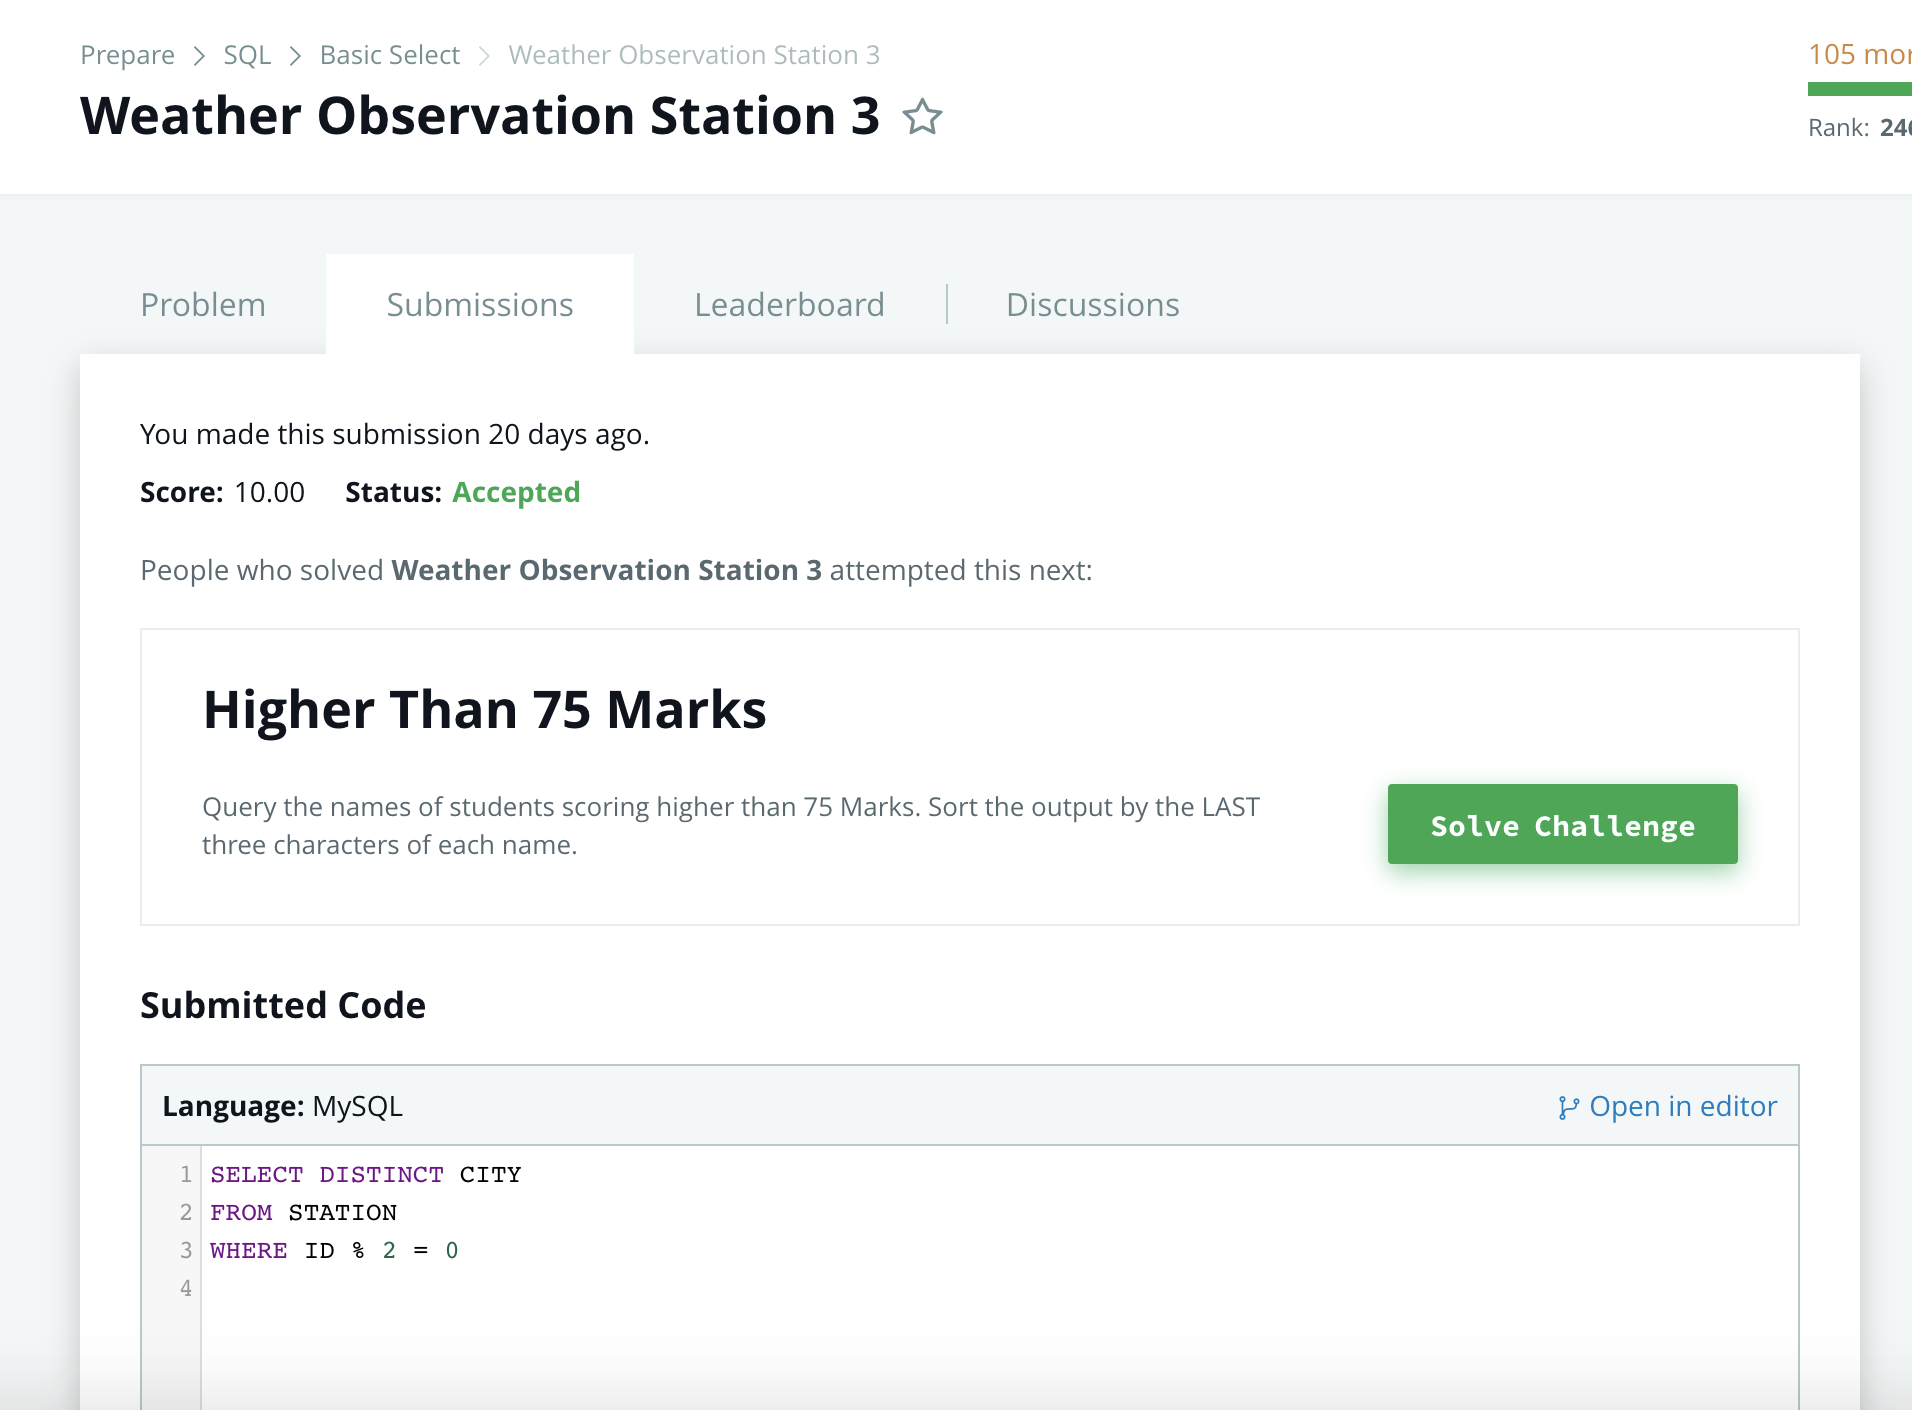 Prepare > SQL > Basic Select > Weather Observation Station 3
Weather Observation Station 3
105
Rank:
Problem
Submissions
Leaderboard
Discussions
You made this submission 20 days ago.
Score: 10.00 Status: Accepted
People who solved Weather Observation Station 3 attempted this next:
Higher Than 75 Marks
Query the names of students scoring higher than 75 Marks. Sort the output by the LAST
three characters of each name.
Solve Challenge
Submitted Code
Language: MySQL
Open in editor
1 SELECT DISTINCT CITY
2 FROM STATION
3 WHERE ID % 2 = 0
4